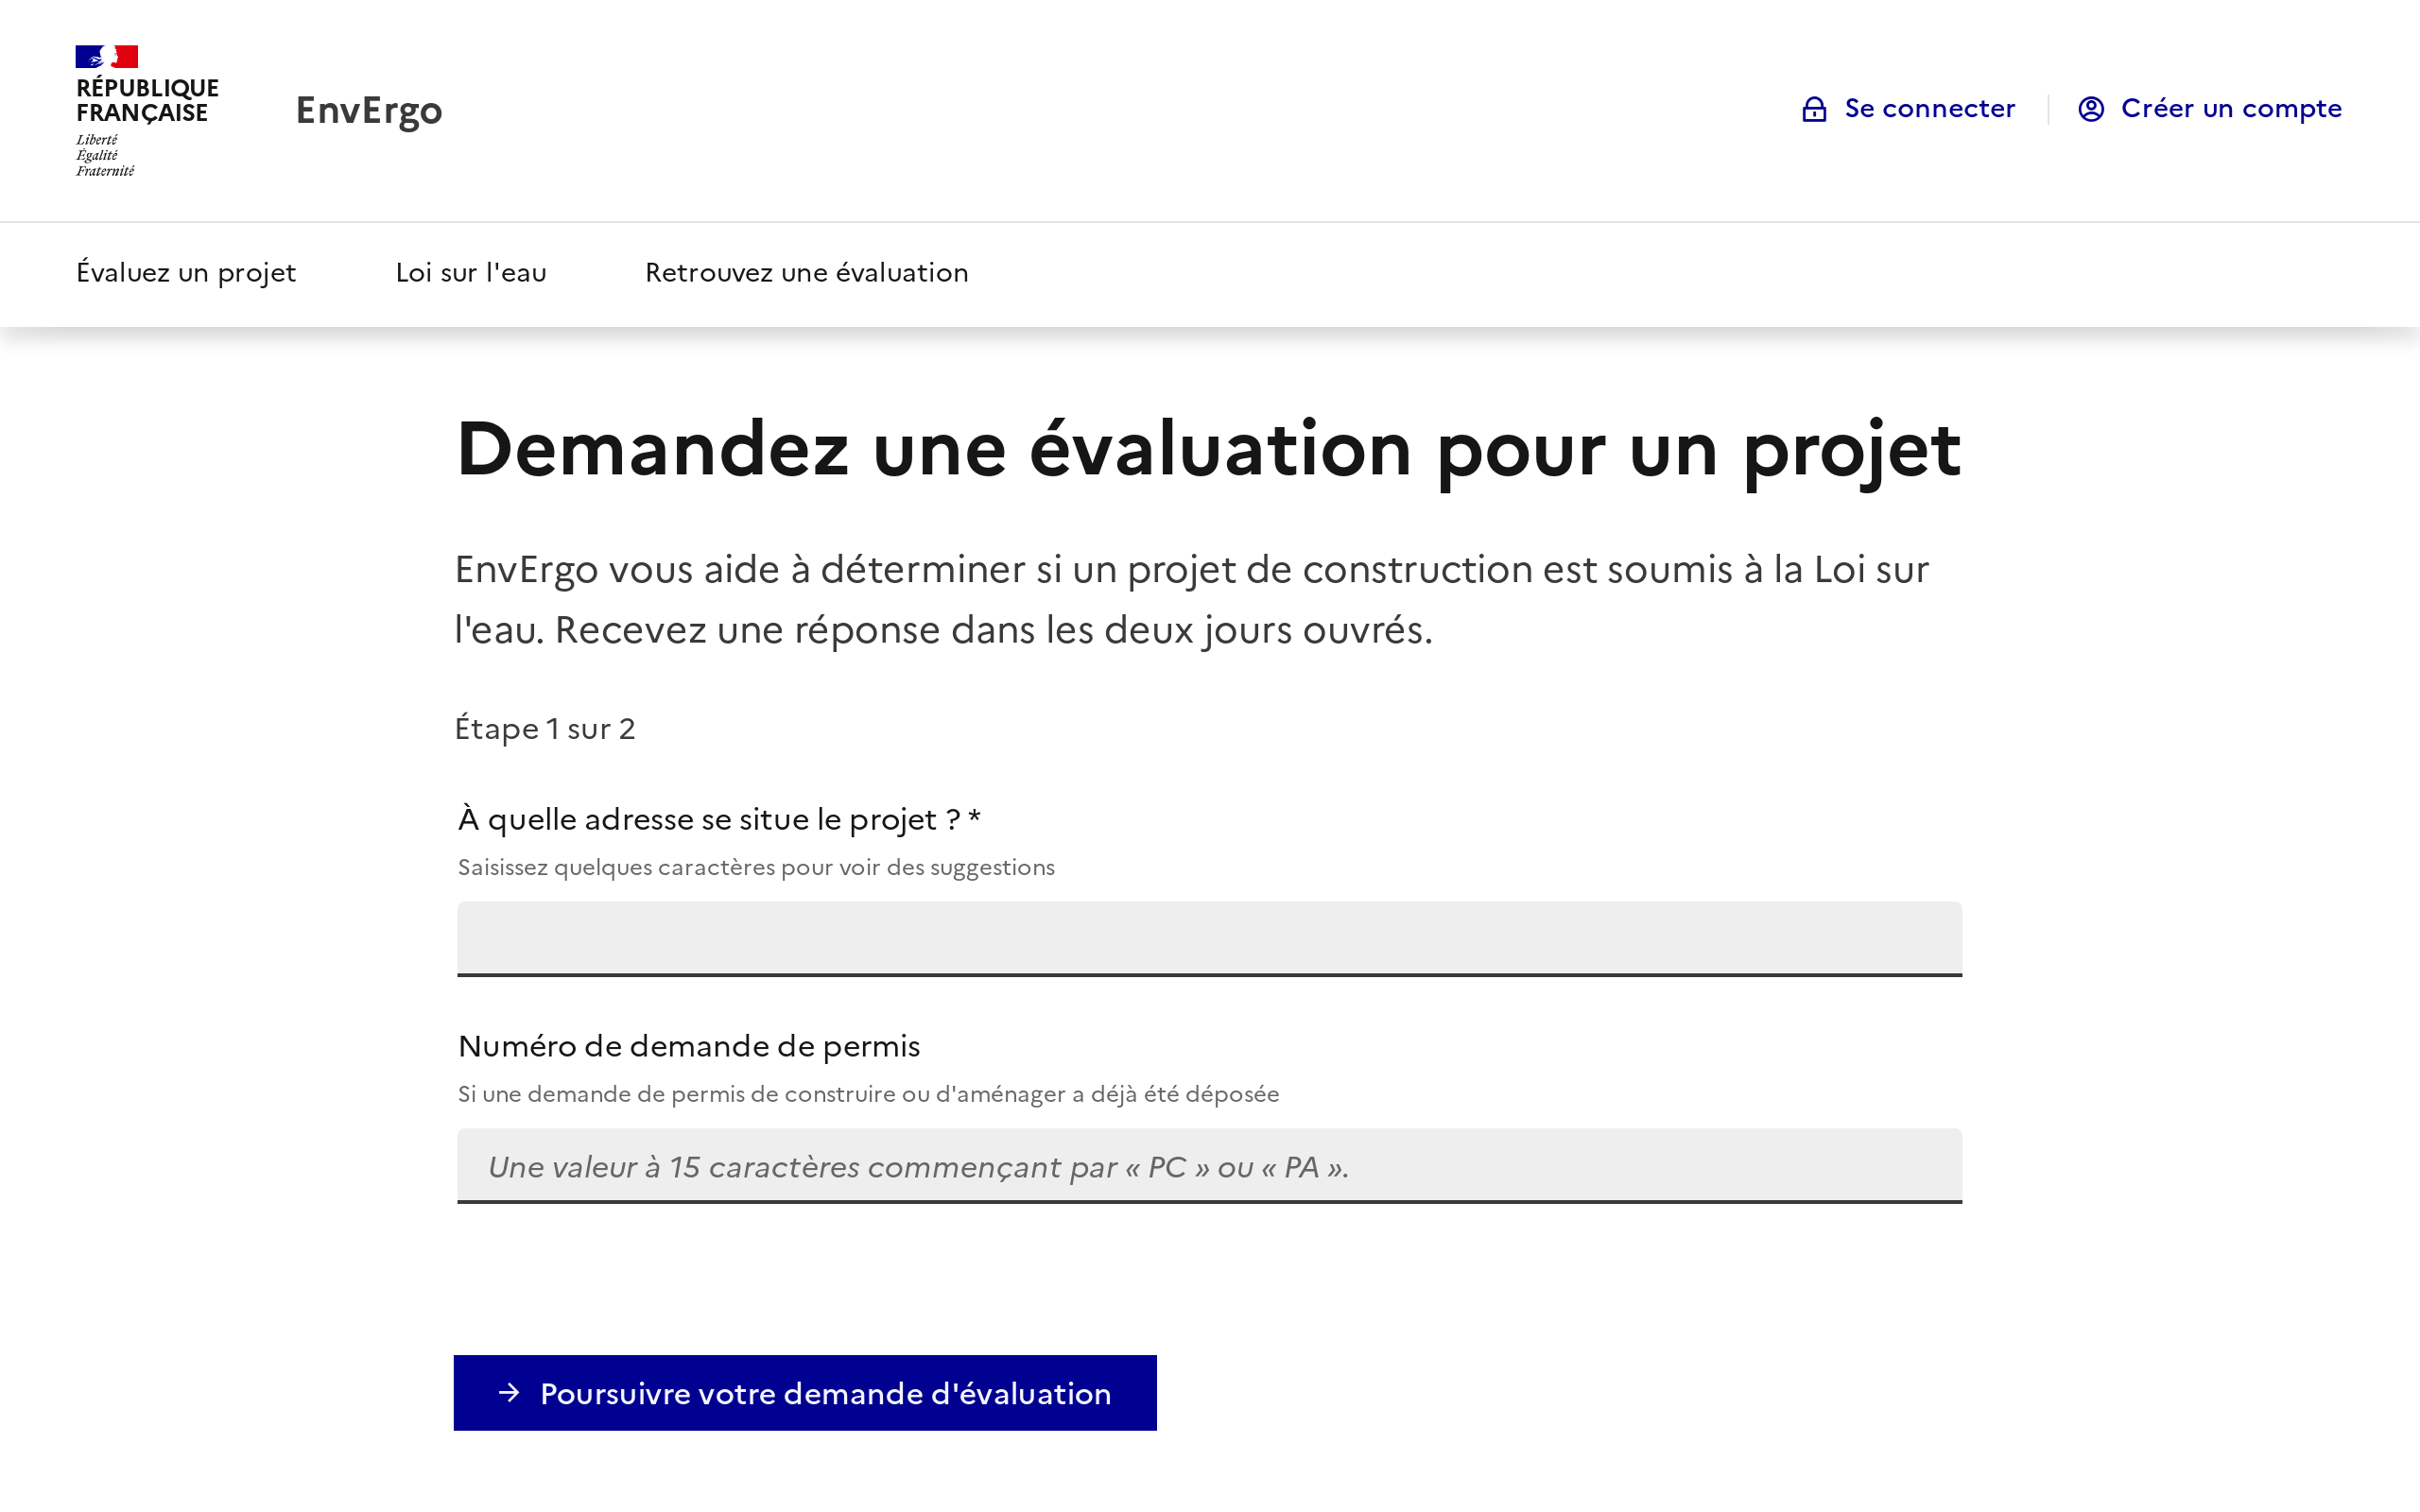 RÉPUBLIQUE
FRANÇAISE
Liberté
Égalité
Fraternité
EnvErgo
Se connecter
Créer un compte
Évaluez un projet
Loi sur l'eau
Retrouvez une évaluation
Demandez une évaluation pour un projet
EnvErgo vous aide à déterminer si un projet de construction est soumis à la Loi sur
l'eau. Recevez une réponse dans les deux jours ouvrés.
Étape 1 sur 2
À quelle adresse se situe le projet ? *
Saisissez quelques caractères pour voir des suggestions
Numéro de demande de permis
Si une demande de permis de construire ou d'aménager a déjà été déposée
Une valeur à 15 caractères commençant par « PC » ou « PA ».
Poursuivre votre demande d'évaluation